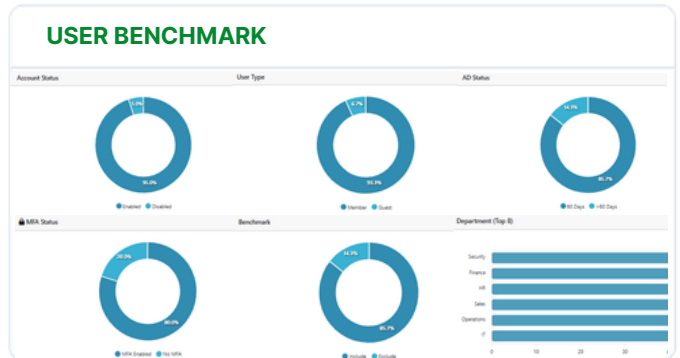 USER BENCHMARK
Account Status
User Type
AD Status
5.0%
95.0%
Enabled Disabled
6.7%
93.3%
Member Guest
14.3%
85.7%
60 Days >60 Days
MFA Status
Benchmark
Department (Top 8)
20.0%
80.0%
MFA Enabled No MFA
14.3%
85.7%
Include Exclude
Security
Finance
HR
Sales
Operations
IT
0 10 20 30